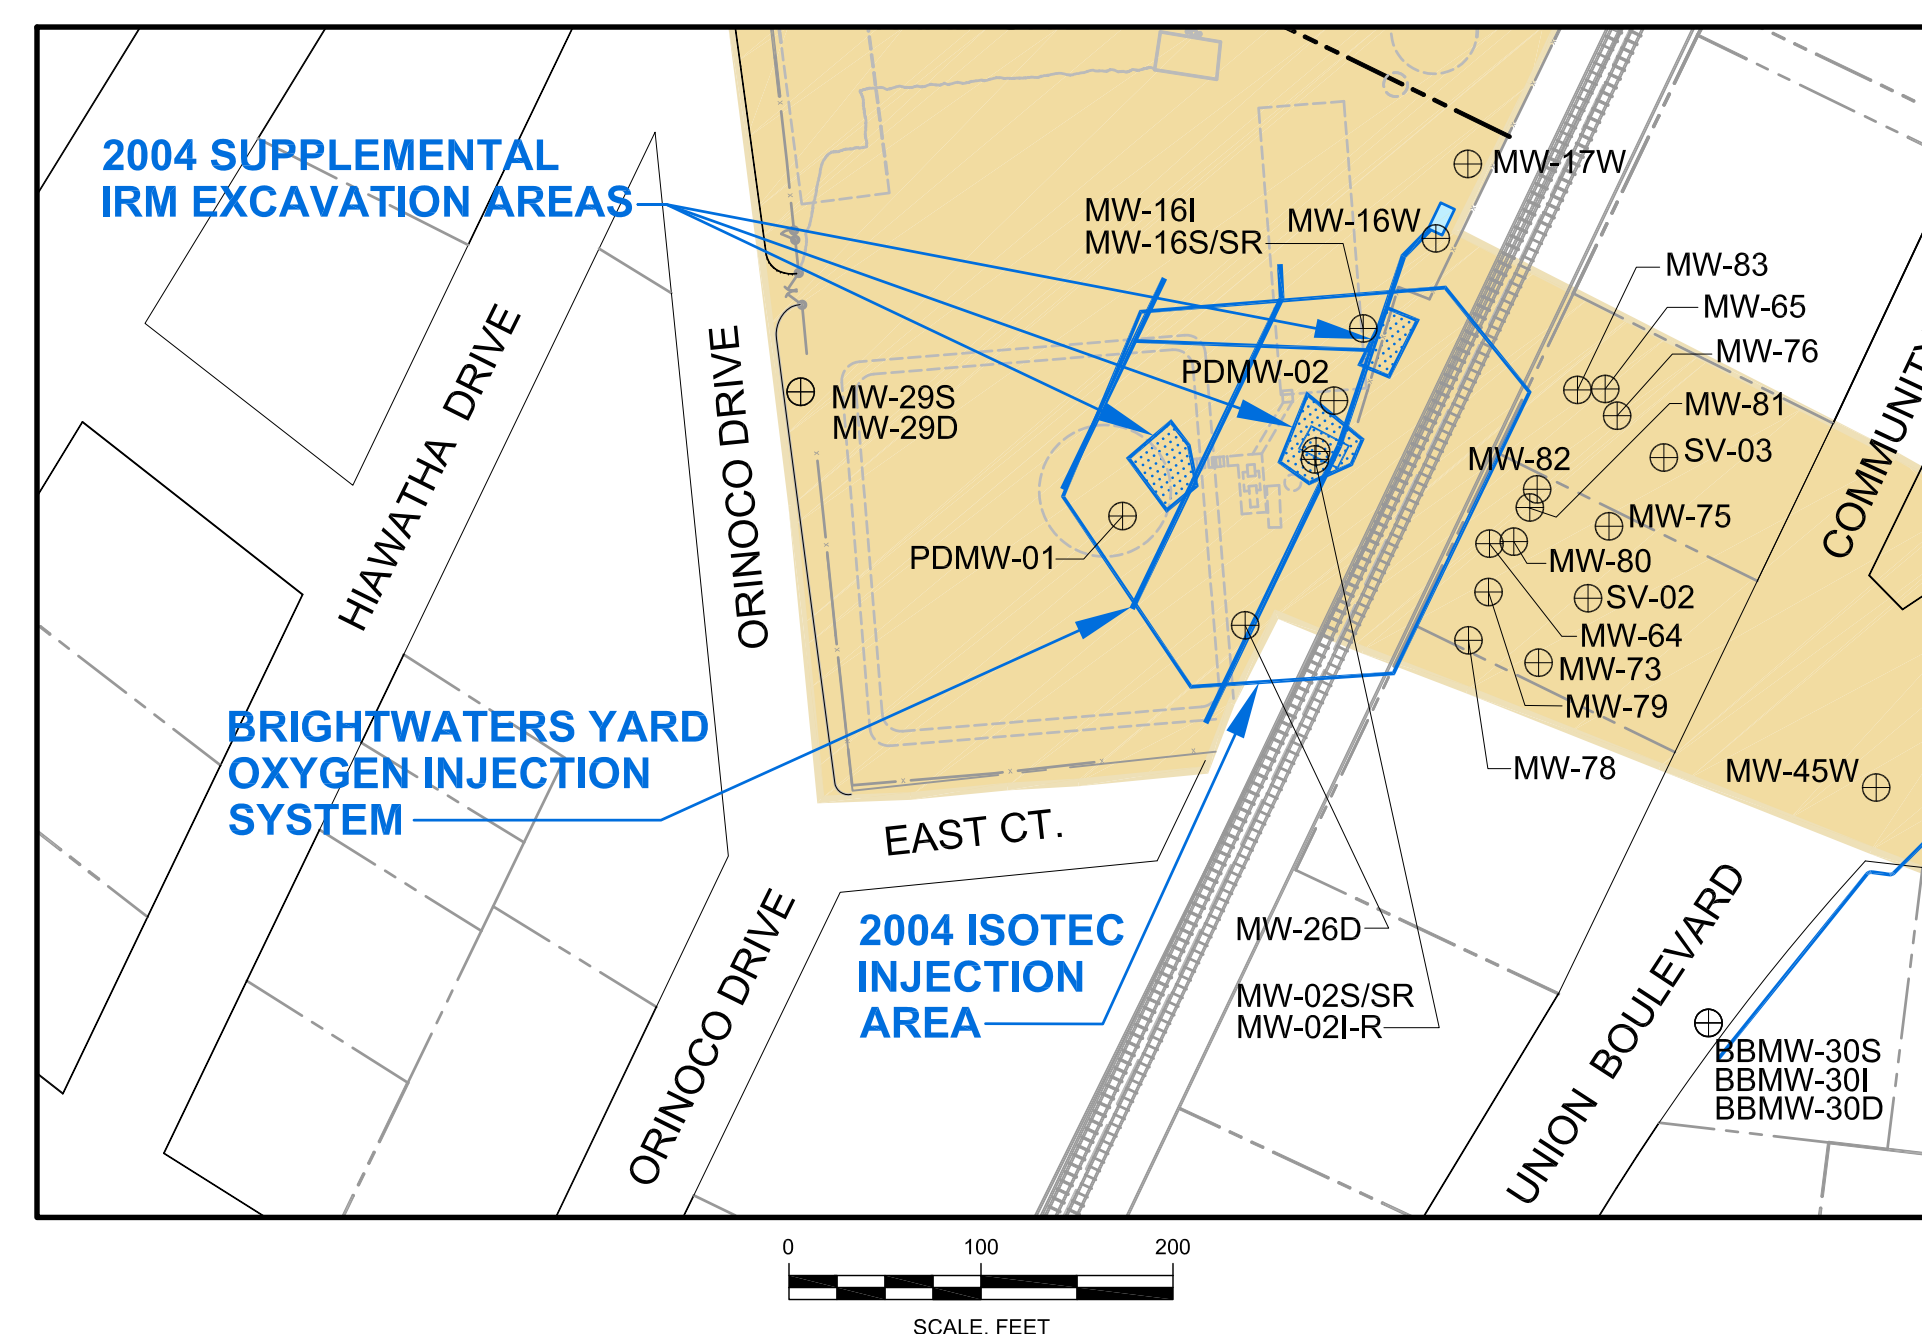 2004 SUPPLEMENTAL
IRM EXCAVATION AREAS
MW-17W
MW-16I
MW-16S/SR
MW-16W
MW-83
MW-65
MW-76
MW-81
SV-03
MW-82
MW-75
MW-80
SV-02
MW-64
MW-73
MW-79
MW-78
MW-45W
PDMW-02
MW-29S
MW-29D
PDMW-01
HIAWATHA DRIVE
ORINOCO DRIVE
BRIGHTWATERS YARD
OXYGEN INJECTION
SYSTEM
EAST CT.
ORINOCO DRIVE
2004 ISOTEC
INJECTION
AREA
MW-26D
MW-02S/SR
MW-02I-R
UNION BOULEVARD
COMMUNITY
BBMW-30S
BBMW-30I
BBMW-30D
0 100 200
SCALE, FEET